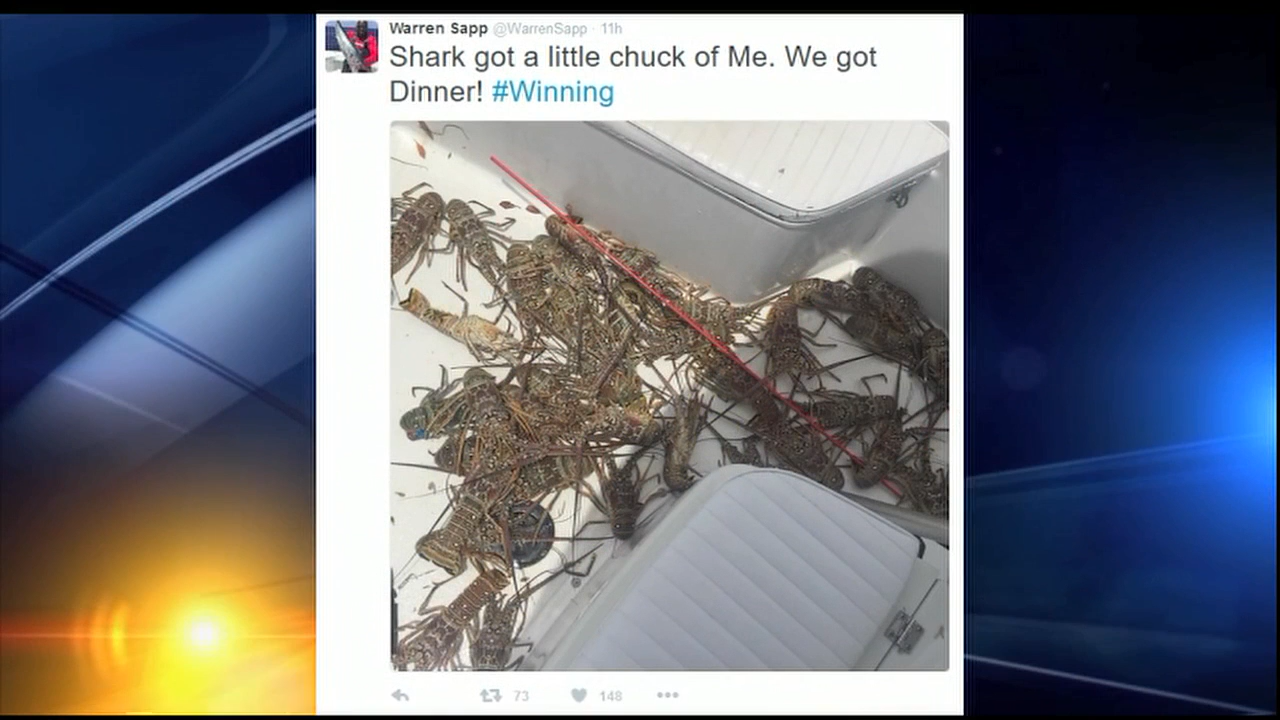 Warren Sapp @WarrenSapp · 11h
Shark got a little chuck of Me. We got
Dinner! #Winning
73 148